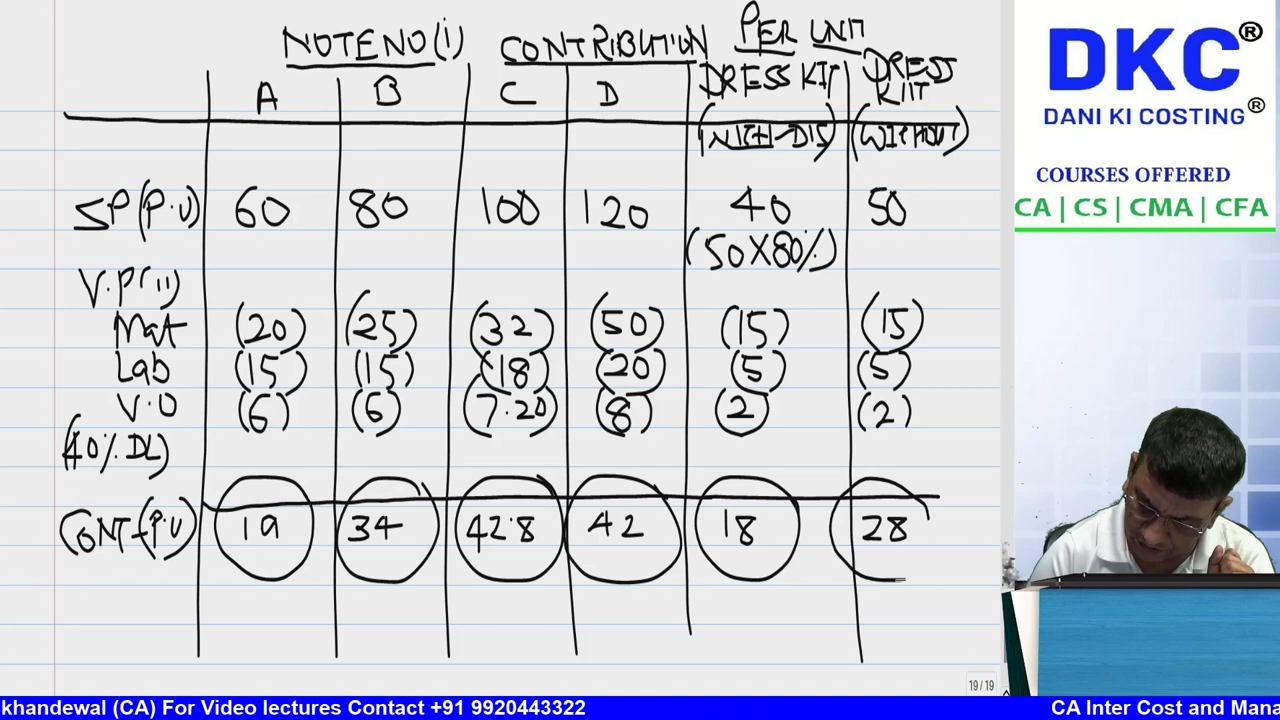 NOTE NO (i) CONTRIBUTION PER UNIT
A B C D DRESS KIT (WITH-DIS) DRESS KIT (WITHOUT)
SP (P.U) 60 80 100 120 40 50
(50X80%)
Mat (20) (25) (32) (50) (15) (15)
Lab (15) (15) (18) (20) (5) (5)
V.O (6) (6) (7.20) (8) (2) (2)
(40% DL)
CONT-(P.U) 19 34 42.8 42 18 28
19/19
DKC®
DANI KI COSTING®
COURSES OFFERED
CA | CS | CMA | CFA
khandewal (CA) For Video lectures Contact +91 9920443322 CA Inter Cost and Mana